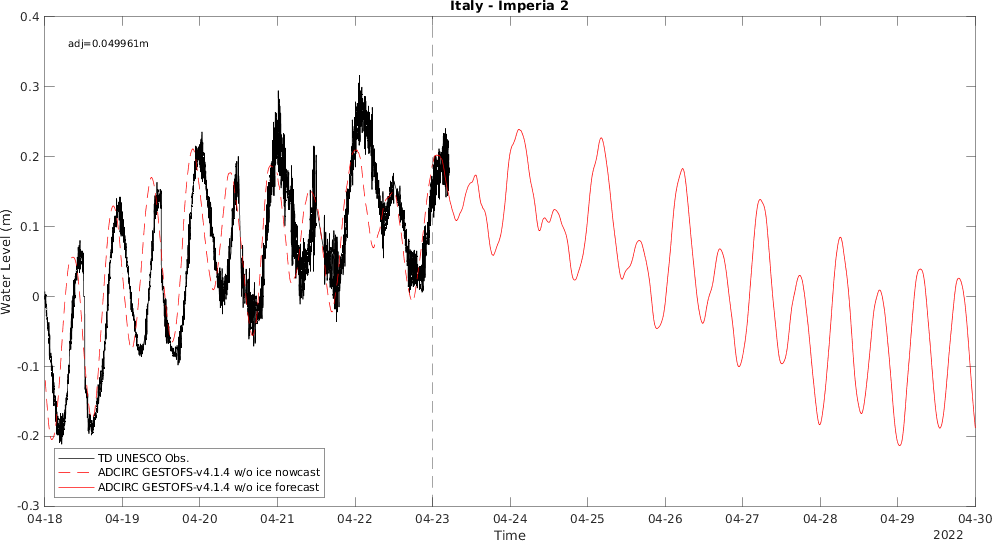 Italy - Imperia 2
adj=0.049961m
0.4
0.3
0.2
0.1
0
-0.1
-0.2
-0.3
Water Level (m)
TD UNESCO Obs.
ADCIRC GESTOFS-v4.1.4 w/o ice nowcast
ADCIRC GESTOFS-v4.1.4 w/o ice forecast
04-18 04-19 04-20 04-21 04-22 04-23 04-24 04-25 04-26 04-27 04-28 04-29 04-30
Time
2022